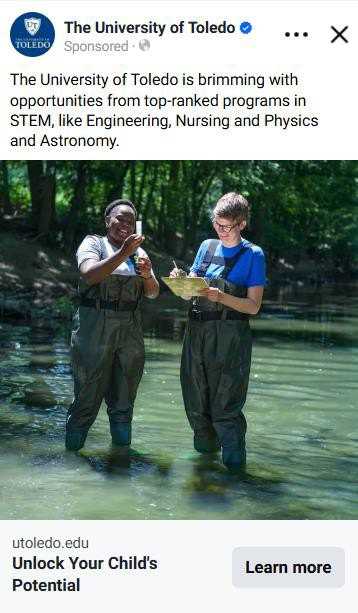 The University of Toledo
Sponsored ·
The University of Toledo is brimming with
opportunities from top-ranked programs in
STEM, like Engineering, Nursing and Physics
and Astronomy.
UT
THE UNIVERSITY OF
TOLEDO
utoledo.edu
Unlock Your Child's
Potential
Learn more